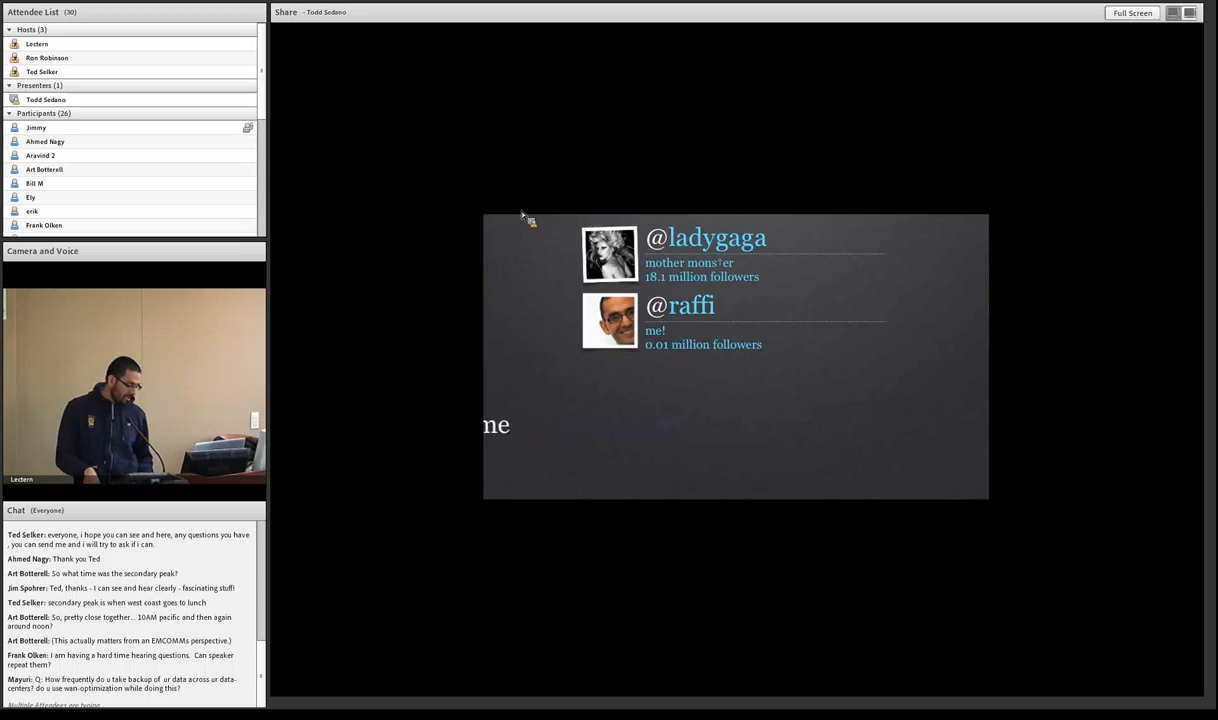 Attendee List (30)
Hosts (3)
Lectern
Ron Robinson
Ted Selker
Presenters (1)
Todd Sedano
Participants (26)
Jimmy
Ahmed Nagy
Aravind 2
Art Botterell
Bill M
Ely
erik
Frank Olken
Camera and Voice
Lectern
Chat (Everyone)
Ted Selker: everyone, i hope you can see and here, any questions you have
, you can send me and i will try to ask if i can.
Ahmed Nagy: Thank you Ted
Art Botterell: So what time was the secondary peak?
Jim Spohrer: Ted, thanks - I can see and hear clearly - fascinating stuff!
Ted Selker: secondary peak is when west coast goes to lunch
Art Botterell: So, pretty close together... 10AM pacific and then again
around noon?
Art Botterell: (This actually matters from an EMCOMMs perspective.)
Frank Olken: I am having a hard time hearing questions. Can speaker
repeat them?
Mayuri: Q: How frequently do u take backup of ur data across ur data-
centers? do u use wan-optimization while doing this?
Multiple Attendees are typing...
Share - Todd Sedano
Full Screen
@ladygaga
mother mons†er
18.1 million followers
@raffi
me!
0.01 million followers
me